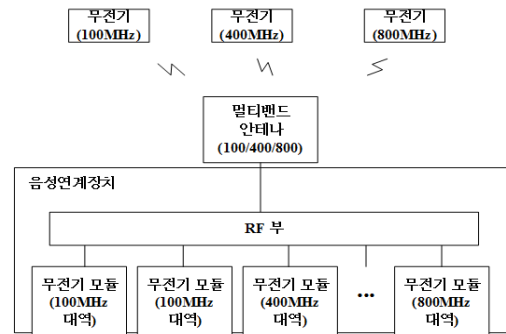 무전기
(100MHz)
무전기
(400MHz)
무전기
(800MHz)
멀티밴드
안테나
(100/400/800)
음성연계장치
RF 부
무전기 모듈
(100MHz
대역)
무전기 모듈
(100MHz
대역)
무전기 모듈
(400MHz
대역)
...
무전기 모듈
(800MHz
대역)